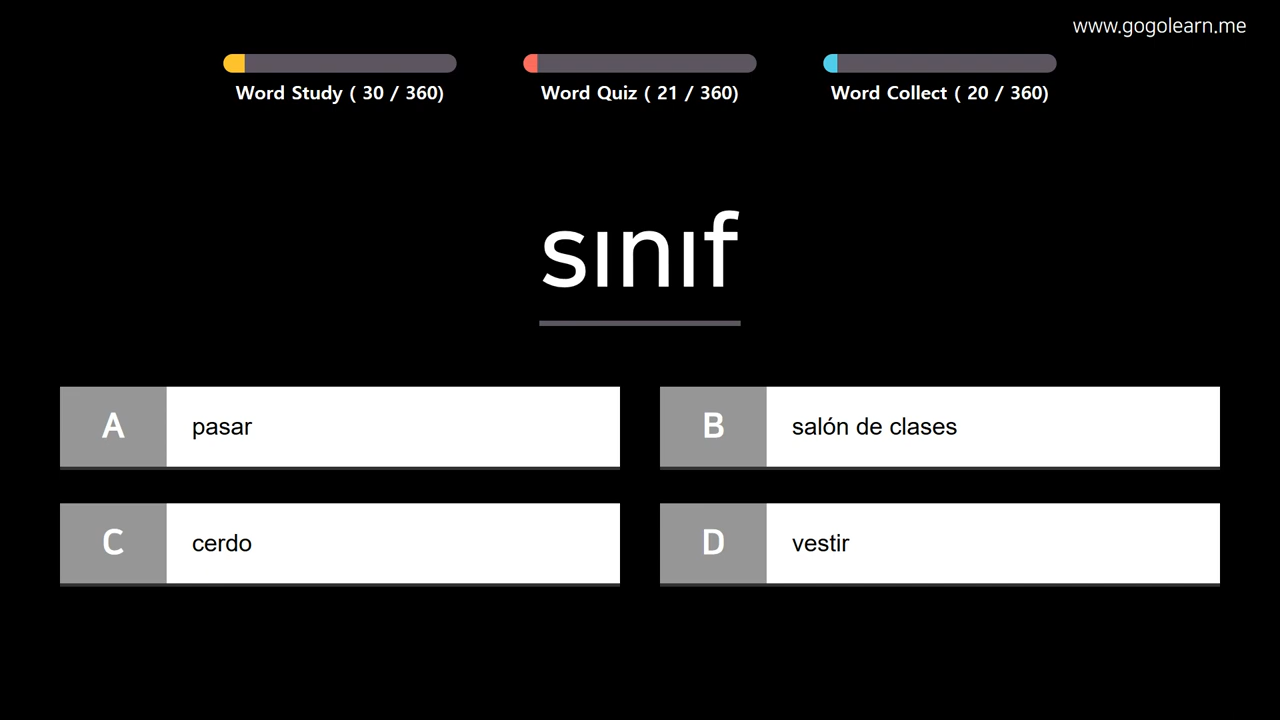 www.gogolearn.me
Word Study ( 30 / 360)
Word Quiz ( 21 / 360)
Word Collect ( 20 / 360)
sınıf
A pasar
B salón de clases
C cerdo
D vestir